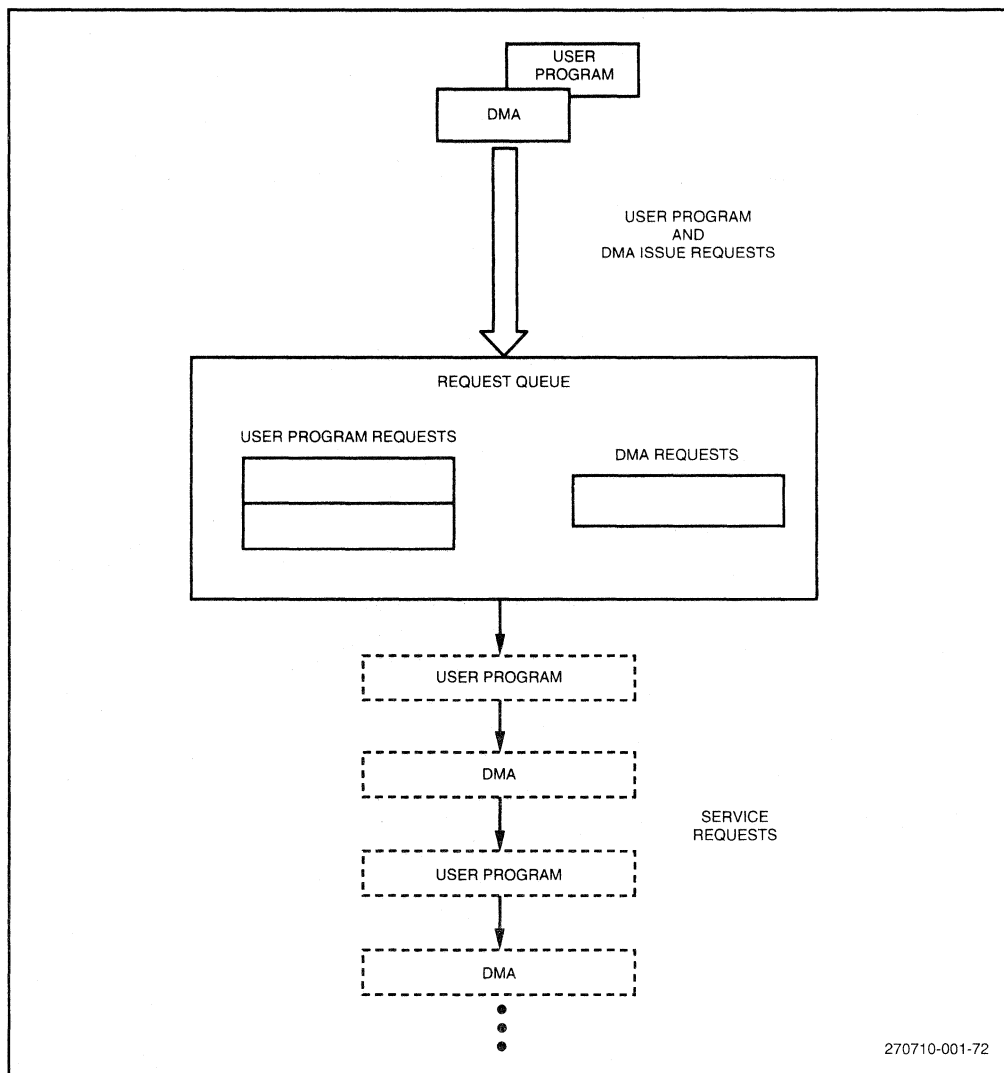 USER
PROGRAM
DMA
USER PROGRAM
AND
DMA ISSUE REQUESTS
REQUEST QUEUE
USER PROGRAM REQUESTS
DMA REQUESTS
USER PROGRAM
DMA
SERVICE
REQUESTS
USER PROGRAM
DMA
270710-001-72